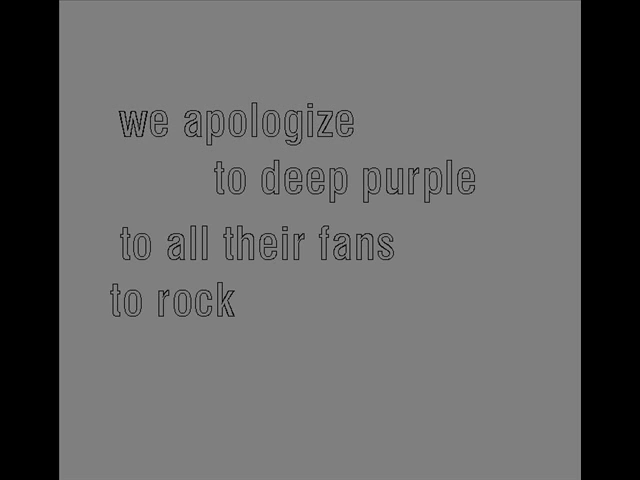 we apologize
to deep purple
to all their fans
to rock